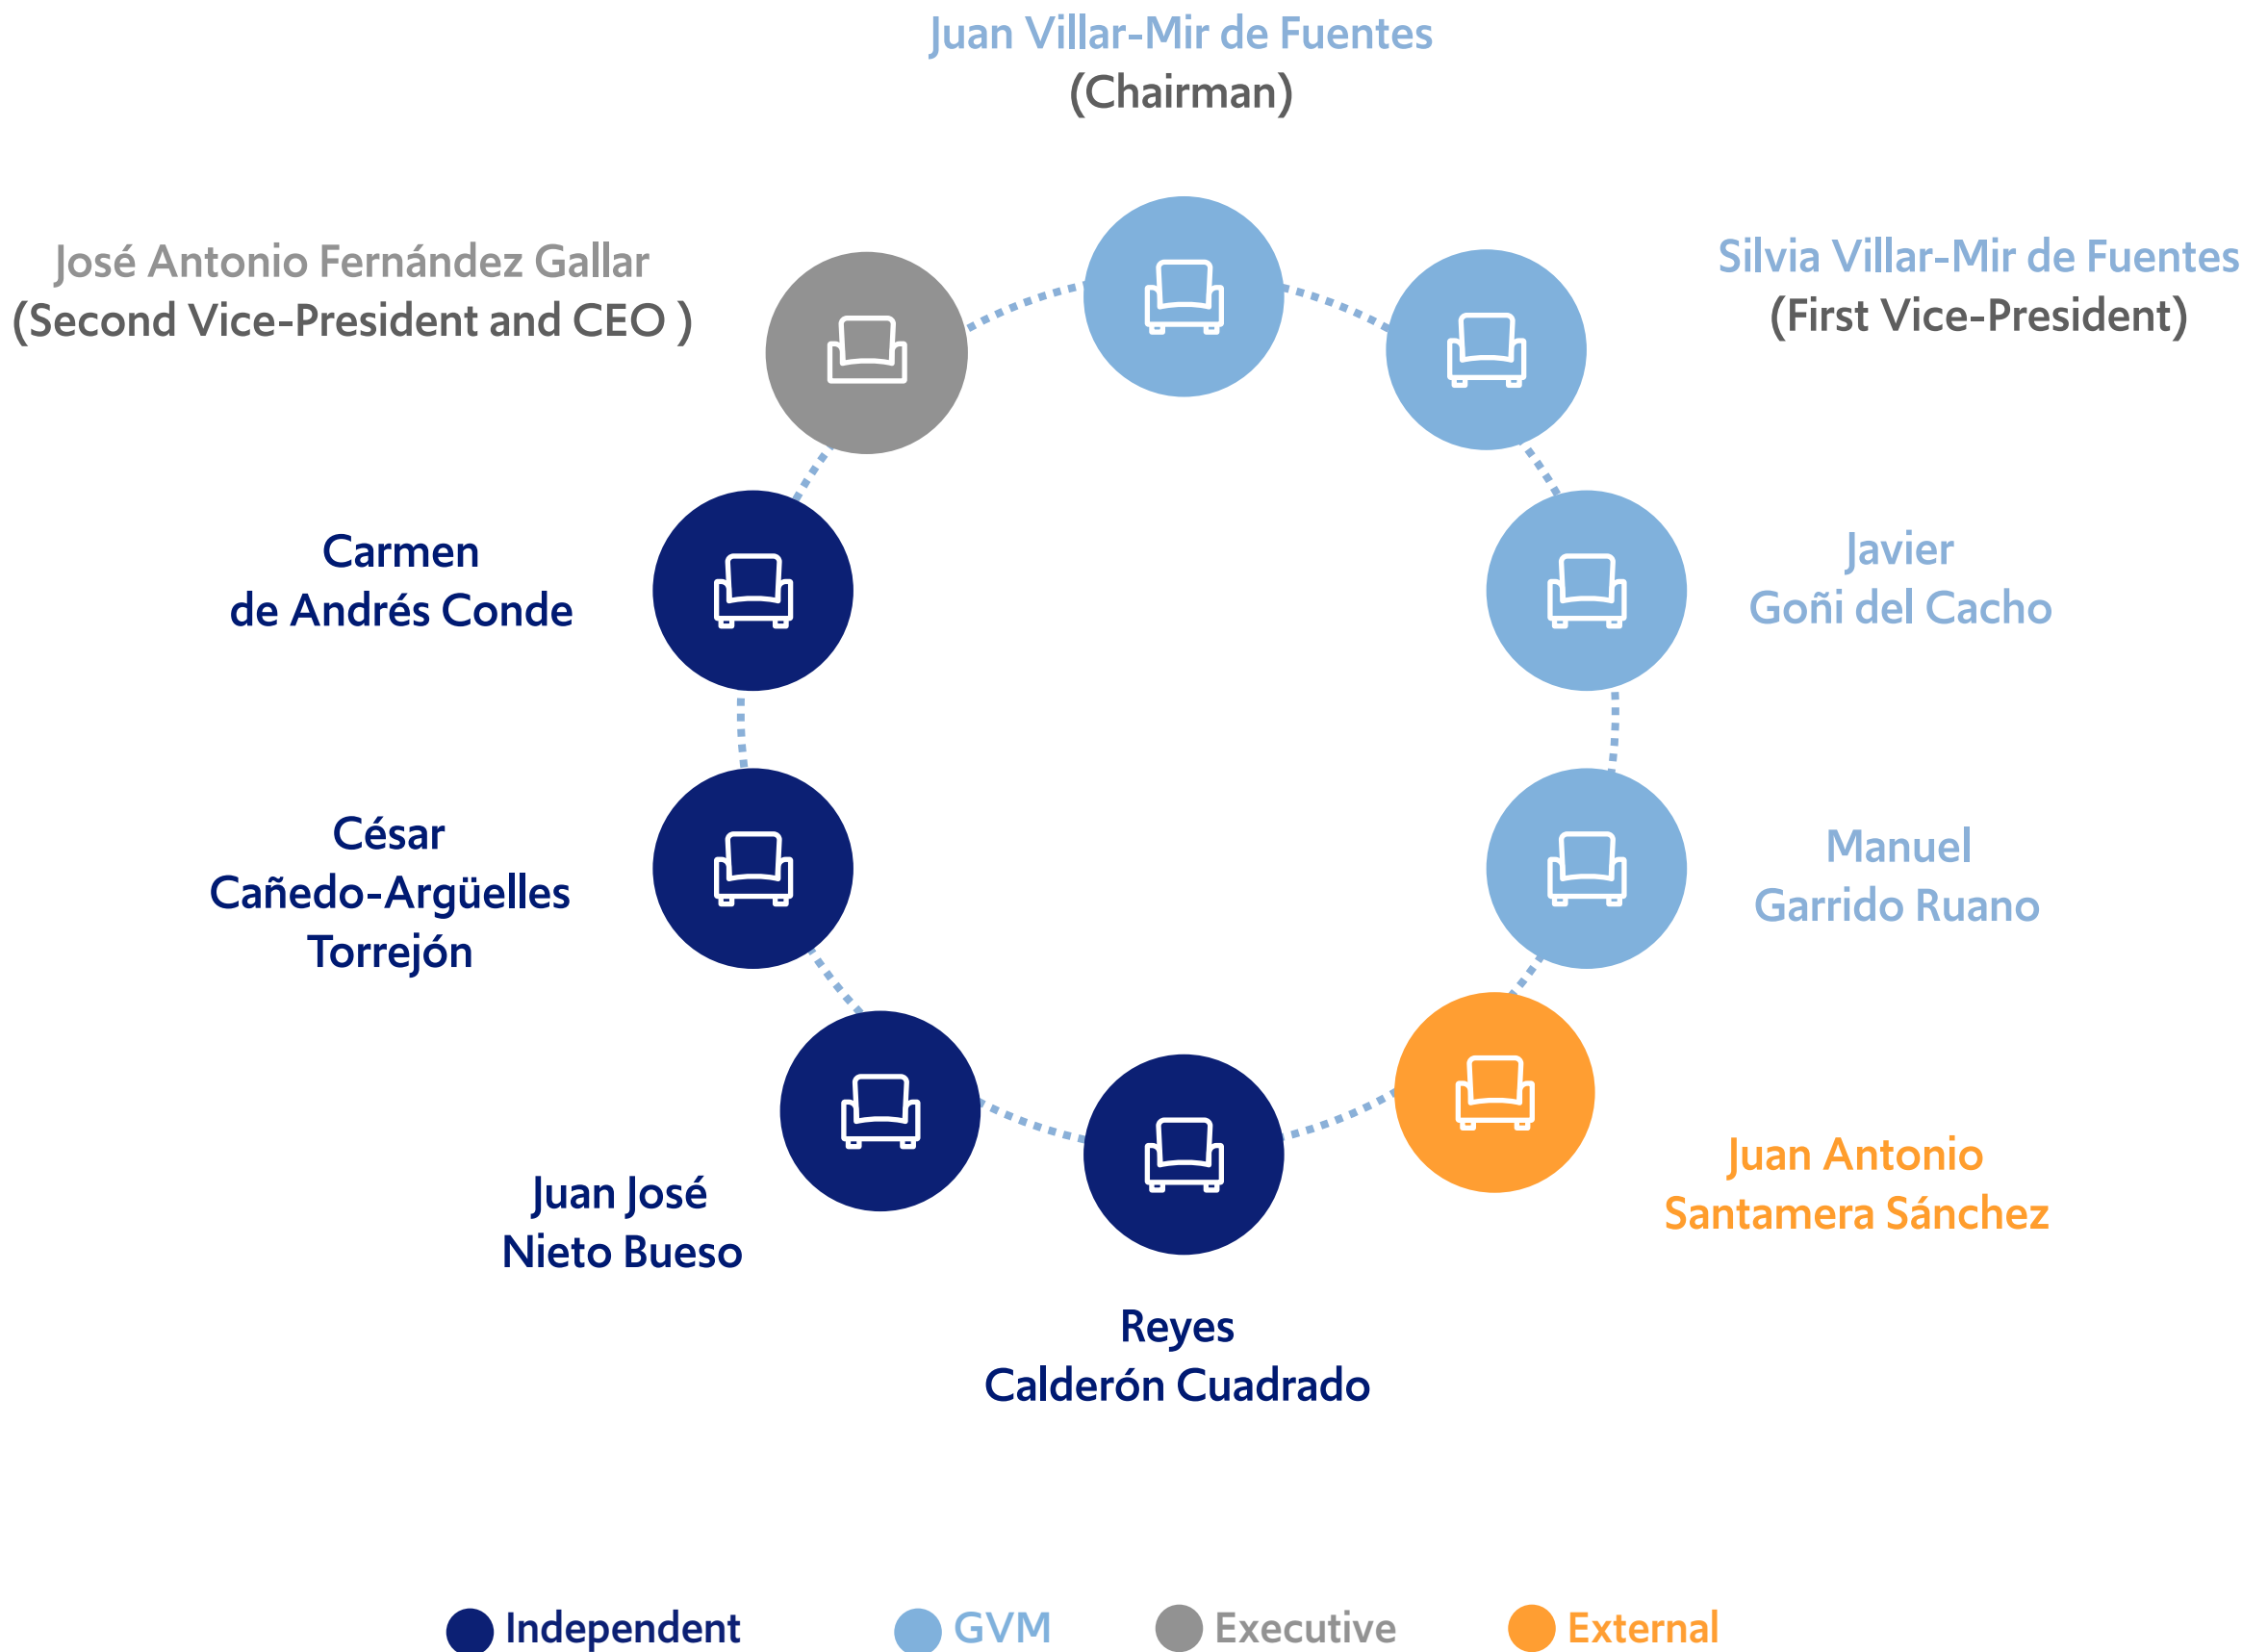 Juan Villar-Mir de Fuentes
(Chairman)
José Antonio Fernández Gallar
(Second Vice-President and CEO )
Silvia Villar-Mir de Fuentes
(First Vice-President)
Carmen
de Andrés Conde
Javier
Goñi del Cacho
César
Cañedo-Argüelles
Torrejón
Manuel
Garrido Ruano
Juan José
Nieto Bueso
Juan Antonio
Santamera Sánchez
Reyes
Calderón Cuadrado
Independent
GVM
Executive
External